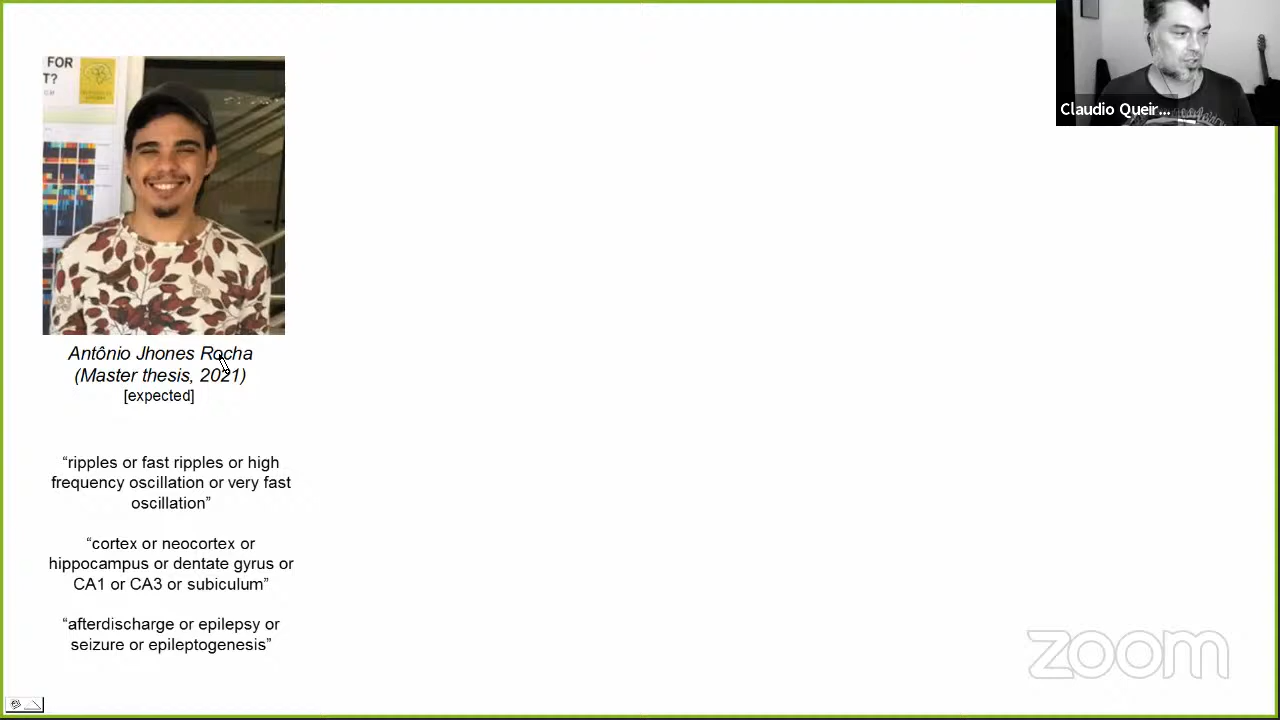 FOR
T?
Claudio Queir...
Antônio Jhones Rocha
(Master thesis, 2021)
[expected]
“ripples or fast ripples or high
frequency oscillation or very fast
oscillation”
“cortex or neocortex or
hippocampus or dentate gyrus or
CA1 or CA3 or subiculum”
“afterdischarge or epilepsy or
seizure or epileptogenesis”
zoom